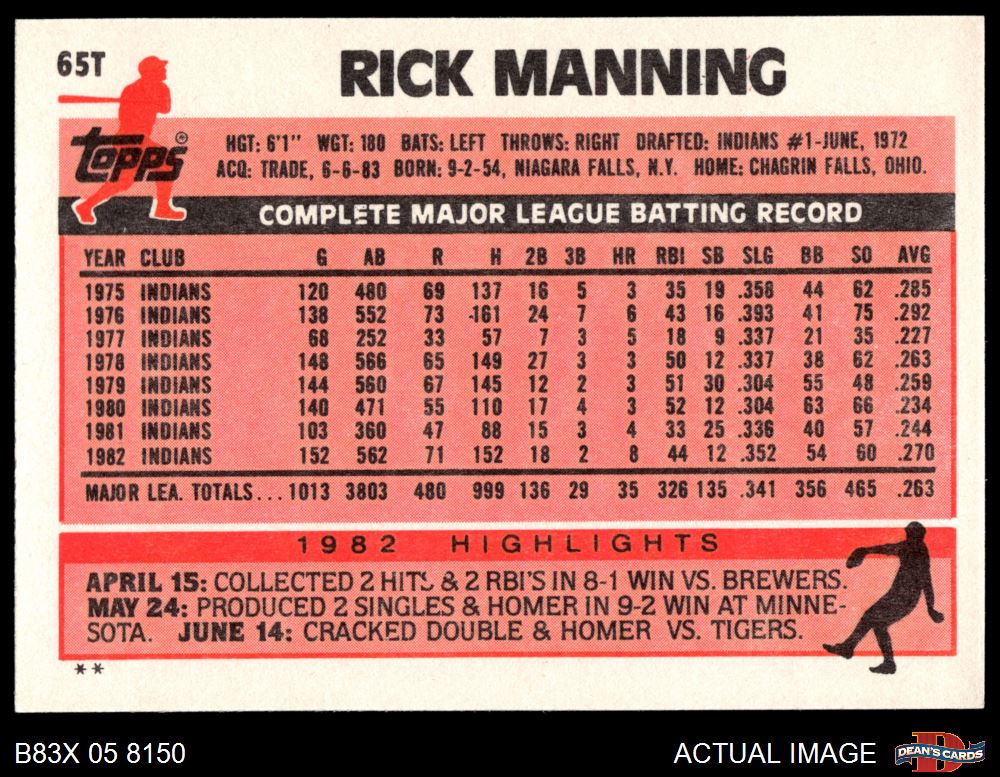 65T
RICK MANNING
topps
HGT: 6'1" WGT: 180 BATS: LEFT THROWS: RIGHT DRAFTED: INDIANS #1-JUNE, 1972
ACQ: TRADE, 6-6-83 BORN: 9-2-54, NIAGARA FALLS, N.Y. HOME: CHAGRIN FALLS, OHIO.
COMPLETE MAJOR LEAGUE BATTING RECORD
YEAR CLUB G AB R H 2B 3B HR RBI SB SLG BB SO AVG
1975 INDIANS 120 480 69 137 16 5 3 35 19 .358 44 62 .285
1976 INDIANS 138 552 73 161 24 7 6 43 16 .393 41 75 .292
1977 INDIANS 68 252 33 57 7 3 5 18 9 .337 21 35 .227
1978 INDIANS 148 566 65 149 27 3 3 50 12 .337 38 62 .263
1979 INDIANS 144 560 67 145 12 2 3 51 30 .304 55 48 .259
1980 INDIANS 140 471 55 110 17 4 3 52 12 .304 63 66 .234
1981 INDIANS 103 360 47 88 15 3 4 33 25 .336 40 57 .244
1982 INDIANS 152 562 71 152 18 2 8 44 12 .352 54 60 .270
MAJOR LEA. TOTALS... 1013 3803 480 999 136 29 35 326 135 .341 356 465 .263
1982 HIGHLIGHTS
APRIL 15: COLLECTED 2 HITS & 2 RBI'S IN 8-1 WIN VS. BREWERS.
MAY 24: PRODUCED 2 SINGLES & HOMER IN 9-2 WIN AT MINNE-
SOTA. JUNE 14: CRACKED DOUBLE & HOMER VS. TIGERS.
**
B83X 05 8150 ACTUAL IMAGE D DEAN'S CARDS